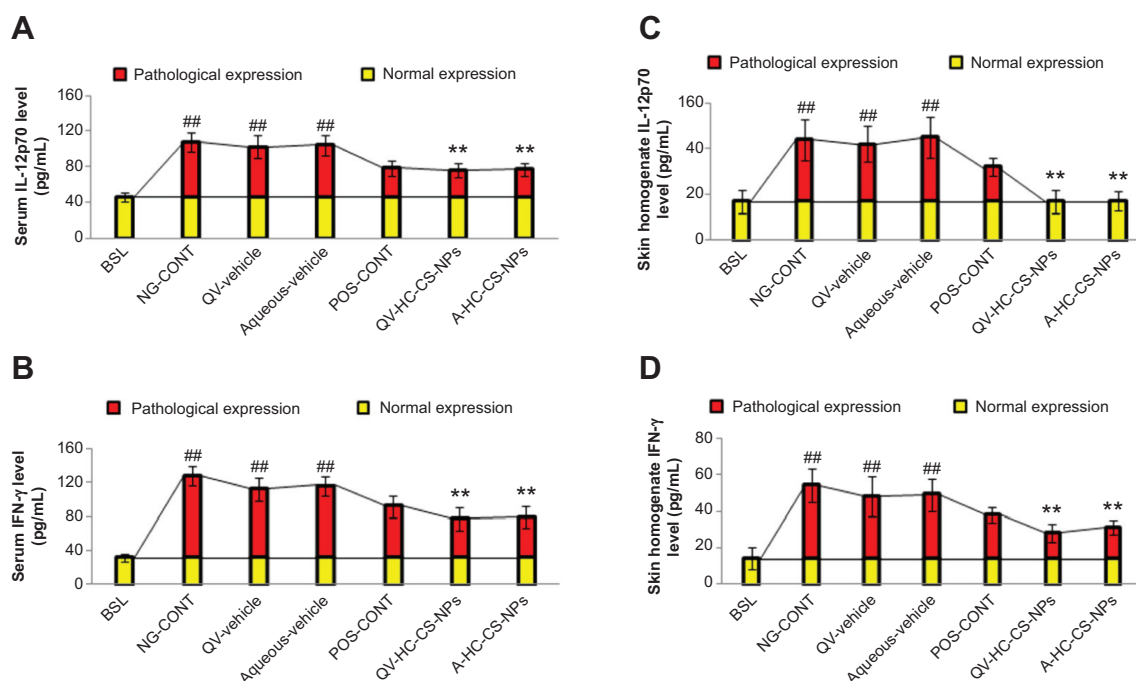 A
Pathological expression
Normal expression
Serum IL-12p70 level
(pg/mL)
160
120
80
40
0
##
##
##
**
**
BSL
NG-CONT
QV-vehicle
Aqueous-vehicle
POS-CONT
QV-HC-CS-NPs
A-HC-CS-NPs
C
Pathological expression
Normal expression
Skin homogenate IL-12p70
level (pg/mL)
160
40
20
40
##
##
##
**
**
BSL
NG-CONT
QV-vehicle
Aqueous-vehicle
POS-CONT
QV-HC-CS-NPs
A-HC-CS-NPs
B
Pathological expression
Normal expression
Serum IFN-γ level
(pg/mL)
160
120
80
40
0
##
##
##
**
**
BSL
NG-CONT
QV-vehicle
Aqueous-vehicle
POS-CONT
QV-HC-CS-NPs
A-HC-CS-NPs
D
Pathological expression
Normal expression
Skin homogenate IFN-γ
level (pg/mL)
80
60
40
20
0
##
##
##
**
**
BSL
NG-CONT
QV-vehicle
Aqueous-vehicle
POS-CONT
QV-HC-CS-NPs
A-HC-CS-NPs